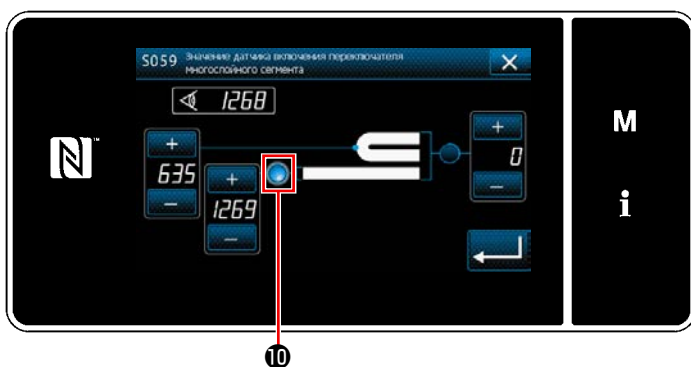 S059 Значение датчика включения переключателя
многослойного сегмента
1268
+
635
−
+
1269
−
+
0
−
M
i
N
⓾